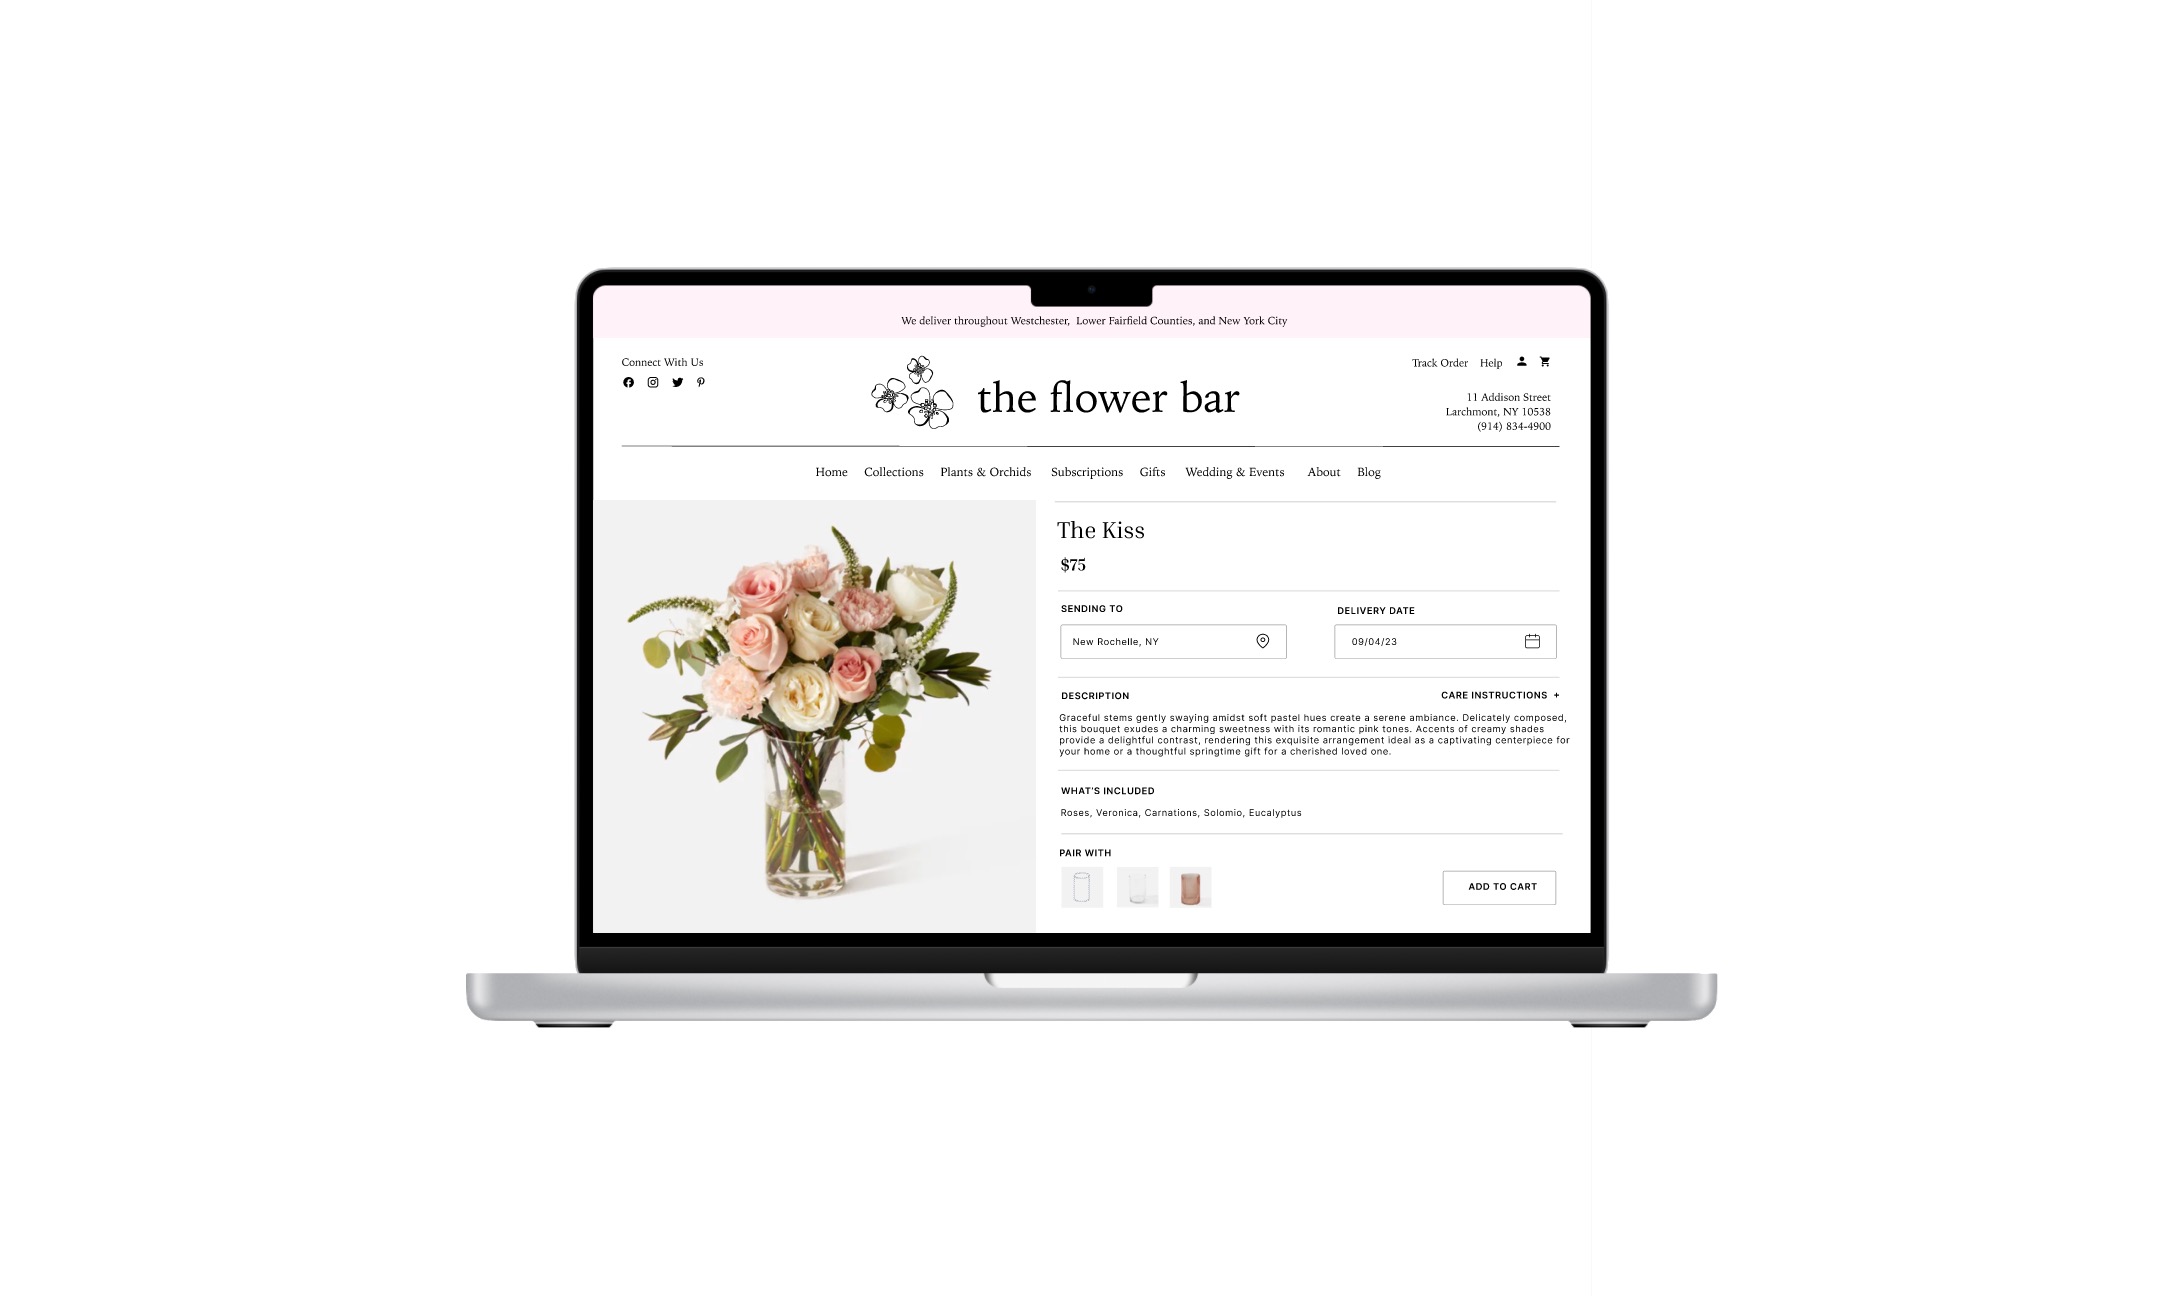 We deliver throughout Westchester,  Lower Fairfield Counties, and New York City
Connect With Us
the flower bar
Track Order
Help
11 Addison Street
Larchmont, NY 10538
(914) 834-4900
Home
Collections
Plants & Orchids
Subscriptions
Gifts
Wedding & Events
About
Blog
The Kiss
$75
SENDING TO
New Rochelle, NY
DELIVERY DATE
09/04/23
DESCRIPTION
CARE INSTRUCTIONS +
Graceful stems gently swaying amidst soft pastel hues create a serene ambiance. Delicately composed,
this bouquet exudes a charming sweetness with its romantic pink tones. Accents of creamy shades
provide a delightful contrast, rendering this exquisite arrangement ideal as a captivating centerpiece for
your home or a thoughtful springtime gift for a cherished loved one.
WHAT'S INCLUDED
Roses, Veronica, Carnations, Solomio, Eucalyptus
PAIR WITH
ADD TO CART